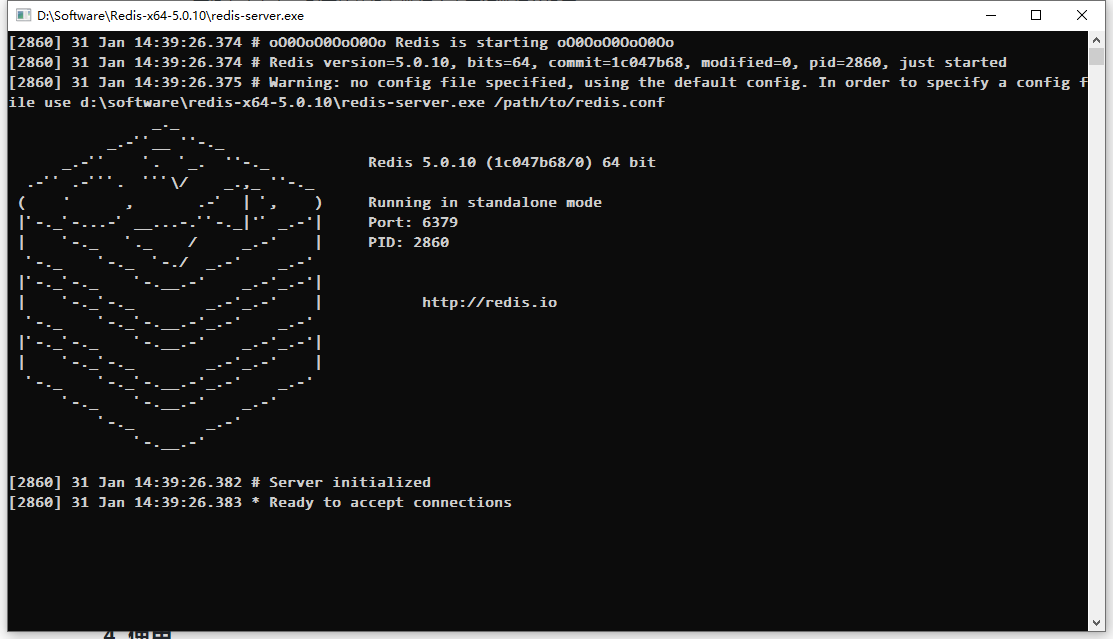 D:\Software\Redis-x64-5.0.10\redis-server.exe
[2860] 31 Jan 14:39:26.374 # oO0OoO0OoO0Oo Redis is starting oO0OoO0OoO0Oo
[2860] 31 Jan 14:39:26.374 # Redis version=5.0.10, bits=64, commit=1c047b68, modified=0, pid=2860, just started
[2860] 31 Jan 14:39:26.375 # Warning: no config file specified, using the default config. In order to specify a config f
ile use d:\software\redis-x64-5.0.10\redis-server.exe /path/to/redis.conf
Redis 5.0.10 (1c047b68/0) 64 bit
Running in standalone mode
Port: 6379
PID: 2860
http://redis.io
[2860] 31 Jan 14:39:26.382 # Server initialized
[2860] 31 Jan 14:39:26.383 * Ready to accept connections